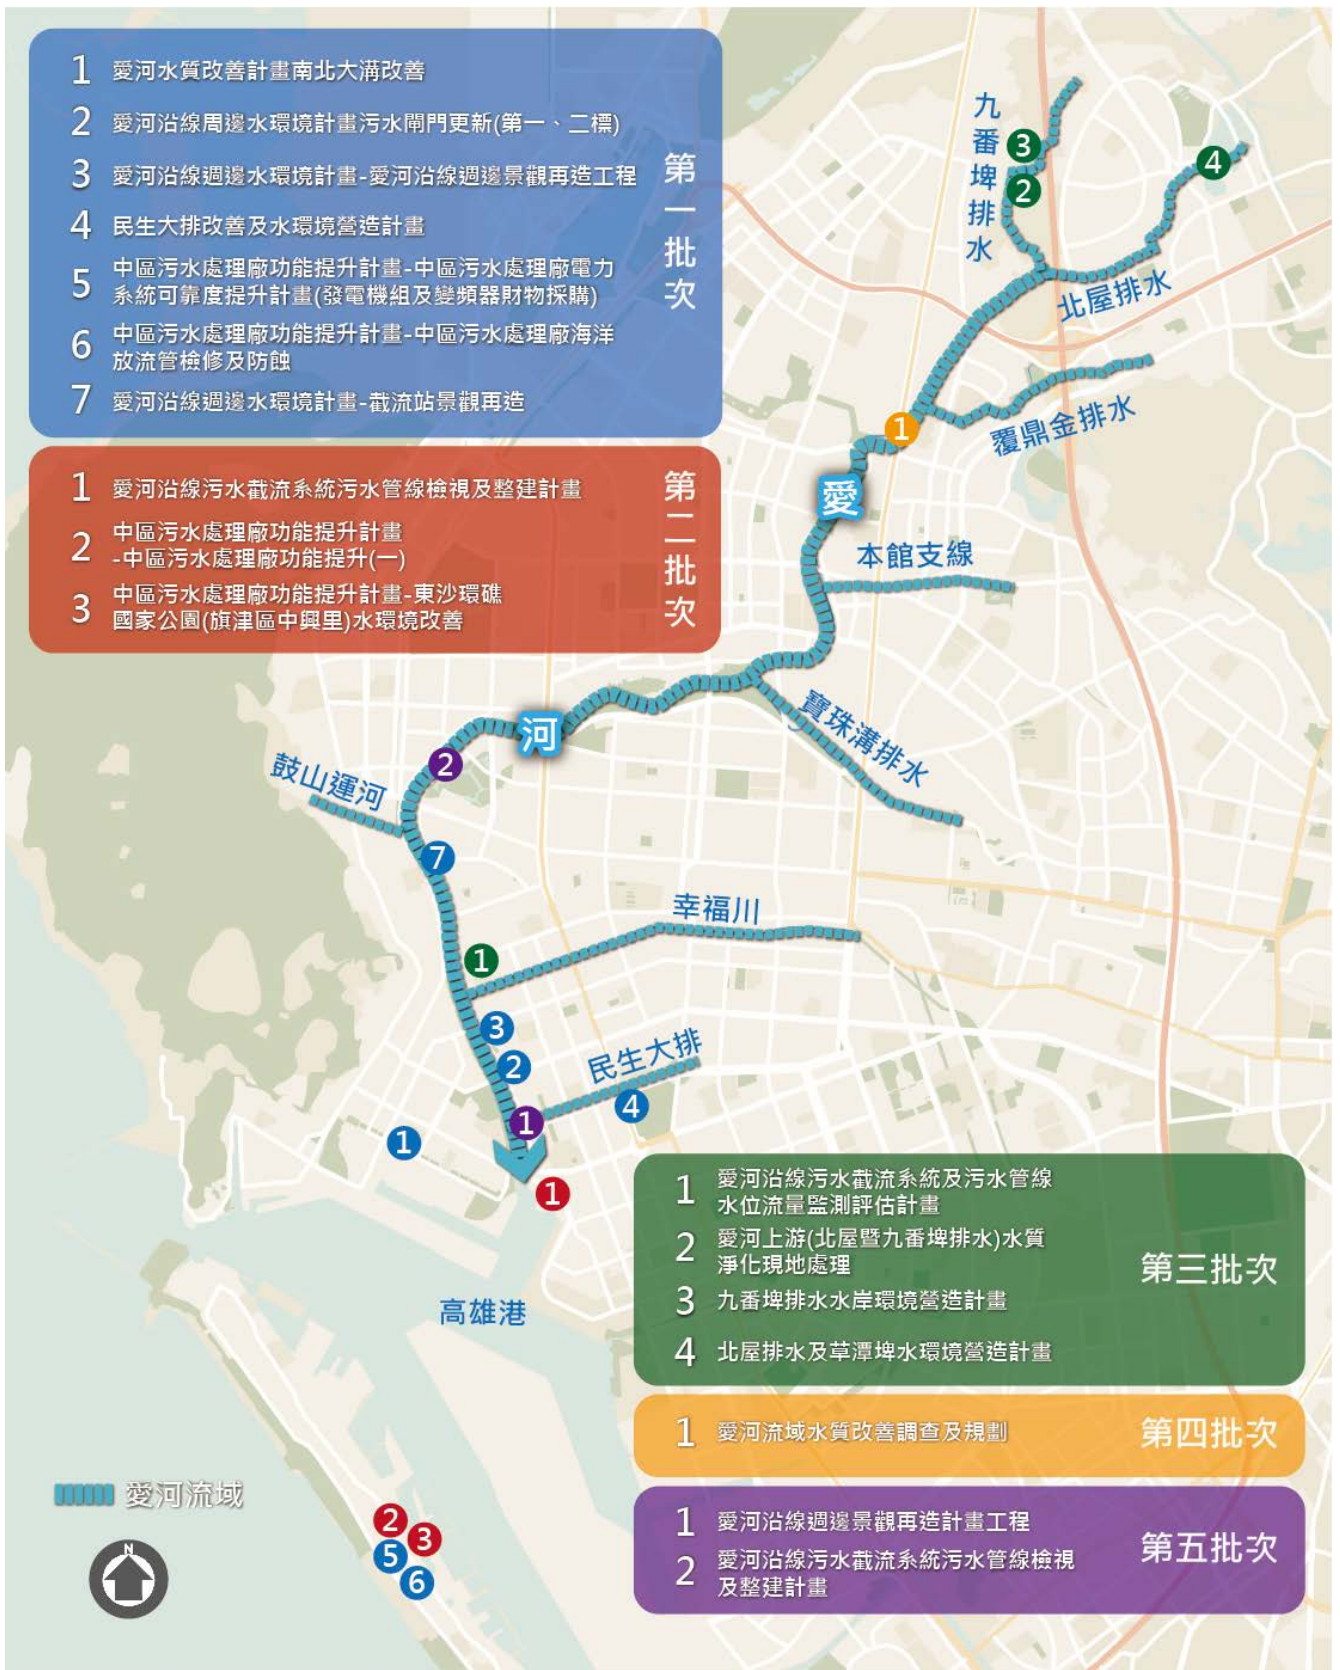 1 愛河水質改善計畫南北大溝改善
2 愛河沿線周邊水環境計畫污水閘門更新(第一、二標)
3 愛河沿線週邊水環境計畫-愛河沿線週邊景觀再造工程
4 民生大排改善及水環境營造計畫
5 中區污水處理廠功能提升計畫-中區污水處理廠電力
系統可靠度提升計畫(發電機組及變頻器財物採購)
6 中區污水處理廠功能提升計畫-中區污水處理廠海洋
放流管檢修及防蝕
7 愛河沿線週邊水環境計畫-截流站景觀再造
第一批次
1 愛河沿線污水截流系統污水管線檢視及整建計畫
2 中區污水處理廠功能提升計畫
-中區污水處理廠功能提升(一)
3 中區污水處理廠功能提升計畫-東沙環礁
國家公園(旗津區中興里)水環境改善
第二批次
九番埤排水
3
2
4
北屋排水
1
覆鼎金排水
愛
本館支線
寶珠溝排水
河
2
鼓山運河
7
幸福川
1
3
2
民生大排
4
1
1
1
高雄港
1 愛河沿線污水截流系統及污水管線
水位流量監測評估計畫
2 愛河上游(北屋暨九番埤排水)水質
淨化現地處理
3 九番埤排水水岸環境營造計畫
4 北屋排水及草潭埤水環境營造計畫
第三批次
1 愛河流域水質改善調查及規劃
第四批次
1 愛河沿線週邊景觀再造計畫工程
2 愛河沿線污水截流系統污水管線檢視
及整建計畫
第五批次
愛河流域
N
2
3
5
6